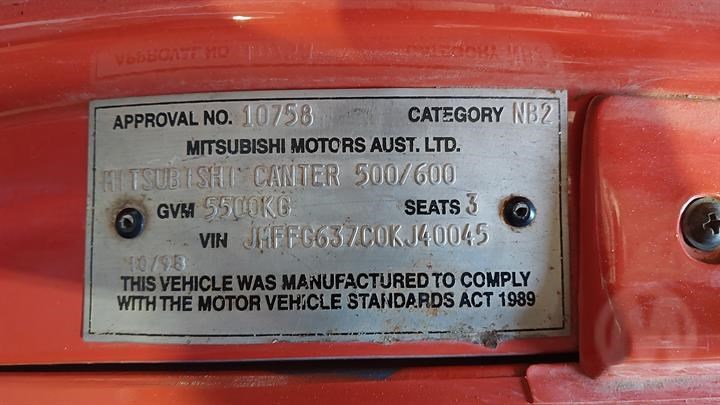 APPROVAL NO. 10758 CATEGORY NB2
MITSUBISHI MOTORS AUST. LTD.
MITSUBISHI CANTER 500/600
GVM 5500KG SEATS 3
VIN JMFFG637C0KJ40045
10/98
THIS VEHICLE WAS MANUFACTURED TO COMPLY
WITH THE MOTOR VEHICLE STANDARDS ACT 1989